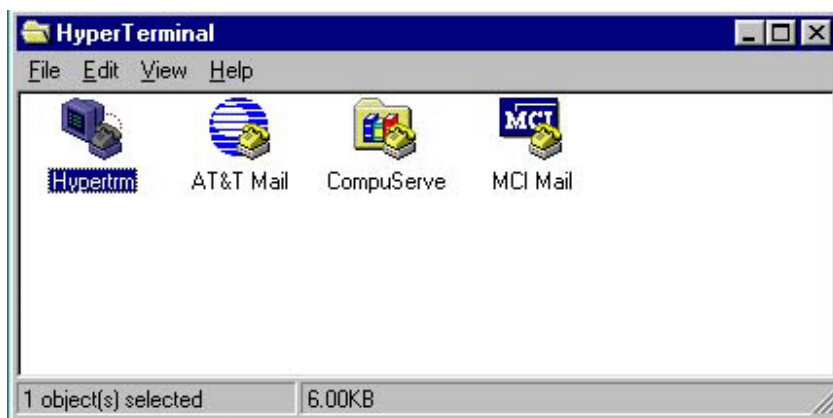 HyperTerminal
File Edit View Help
MCI
Hypertrm AT&T Mail CompuServe MCI Mail
1 object(s) selected 6.00KB